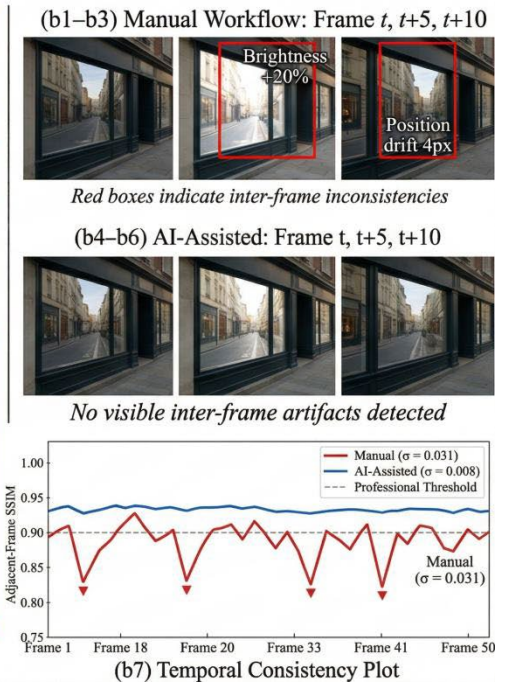 (b1–b3) Manual Workflow: Frame t, t+5, t+10
Brightness
+20%
Position
drift 4px
Red boxes indicate inter-frame inconsistencies
(b4–b6) AI-Assisted: Frame t, t+5, t+10
No visible inter-frame artifacts detected
Adjacent-Frame SSIM
1.00
0.95
0.90
0.85
0.80
0.75
Manual (σ = 0.031)
AI-Assisted (σ = 0.008)
Professional Threshold
Manual
(σ = 0.031)
Frame 1 Frame 18 Frame 20 Frame 33 Frame 41 Frame 50
(b7) Temporal Consistency Plot